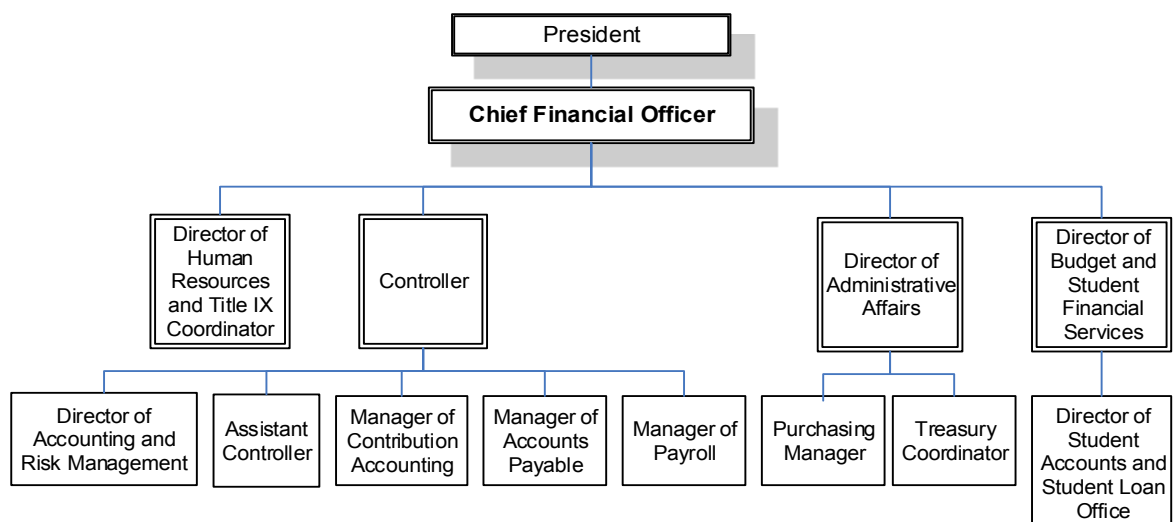 President
Chief Financial Officer
Director of
Human
Resources
and Title IX
Coordinator
Controller
Director of
Administrative
Affairs
Director of
Budget and
Student
Financial
Services
Director of
Accounting and
Risk Management
Assistant
Controller
Manager of
Contribution
Accounting
Manager of
Accounts
Payable
Manager of
Payroll
Purchasing
Manager
Treasury
Coordinator
Director of
Student
Accounts and
Student Loan
Office